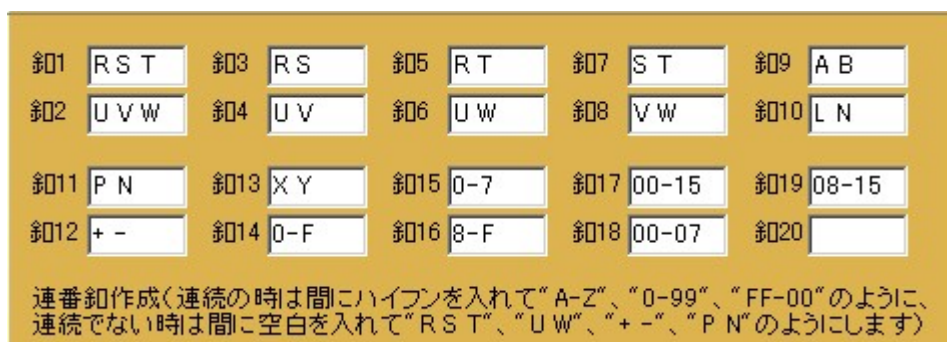 釦1 R S T 釦3 R S 釦5 R T 釦7 S T 釦9 A B
釦2 U V W 釦4 U V 釦6 U W 釦8 V W 釦10 L N
釦11 P N 釦13 X Y 釦15 0-7 釦17 00-15 釦19 08-15
釦12 + - 釦14 0-F 釦16 8-F 釦18 00-07 釦20
連番釦作成(連続の時は間にハイフンを入れて"A-Z"、"0-99"、"FF-00"のように、
連続でない時は間に空白を入れて"R S T"、"U W"、"+ -"、"P N"のようにします)